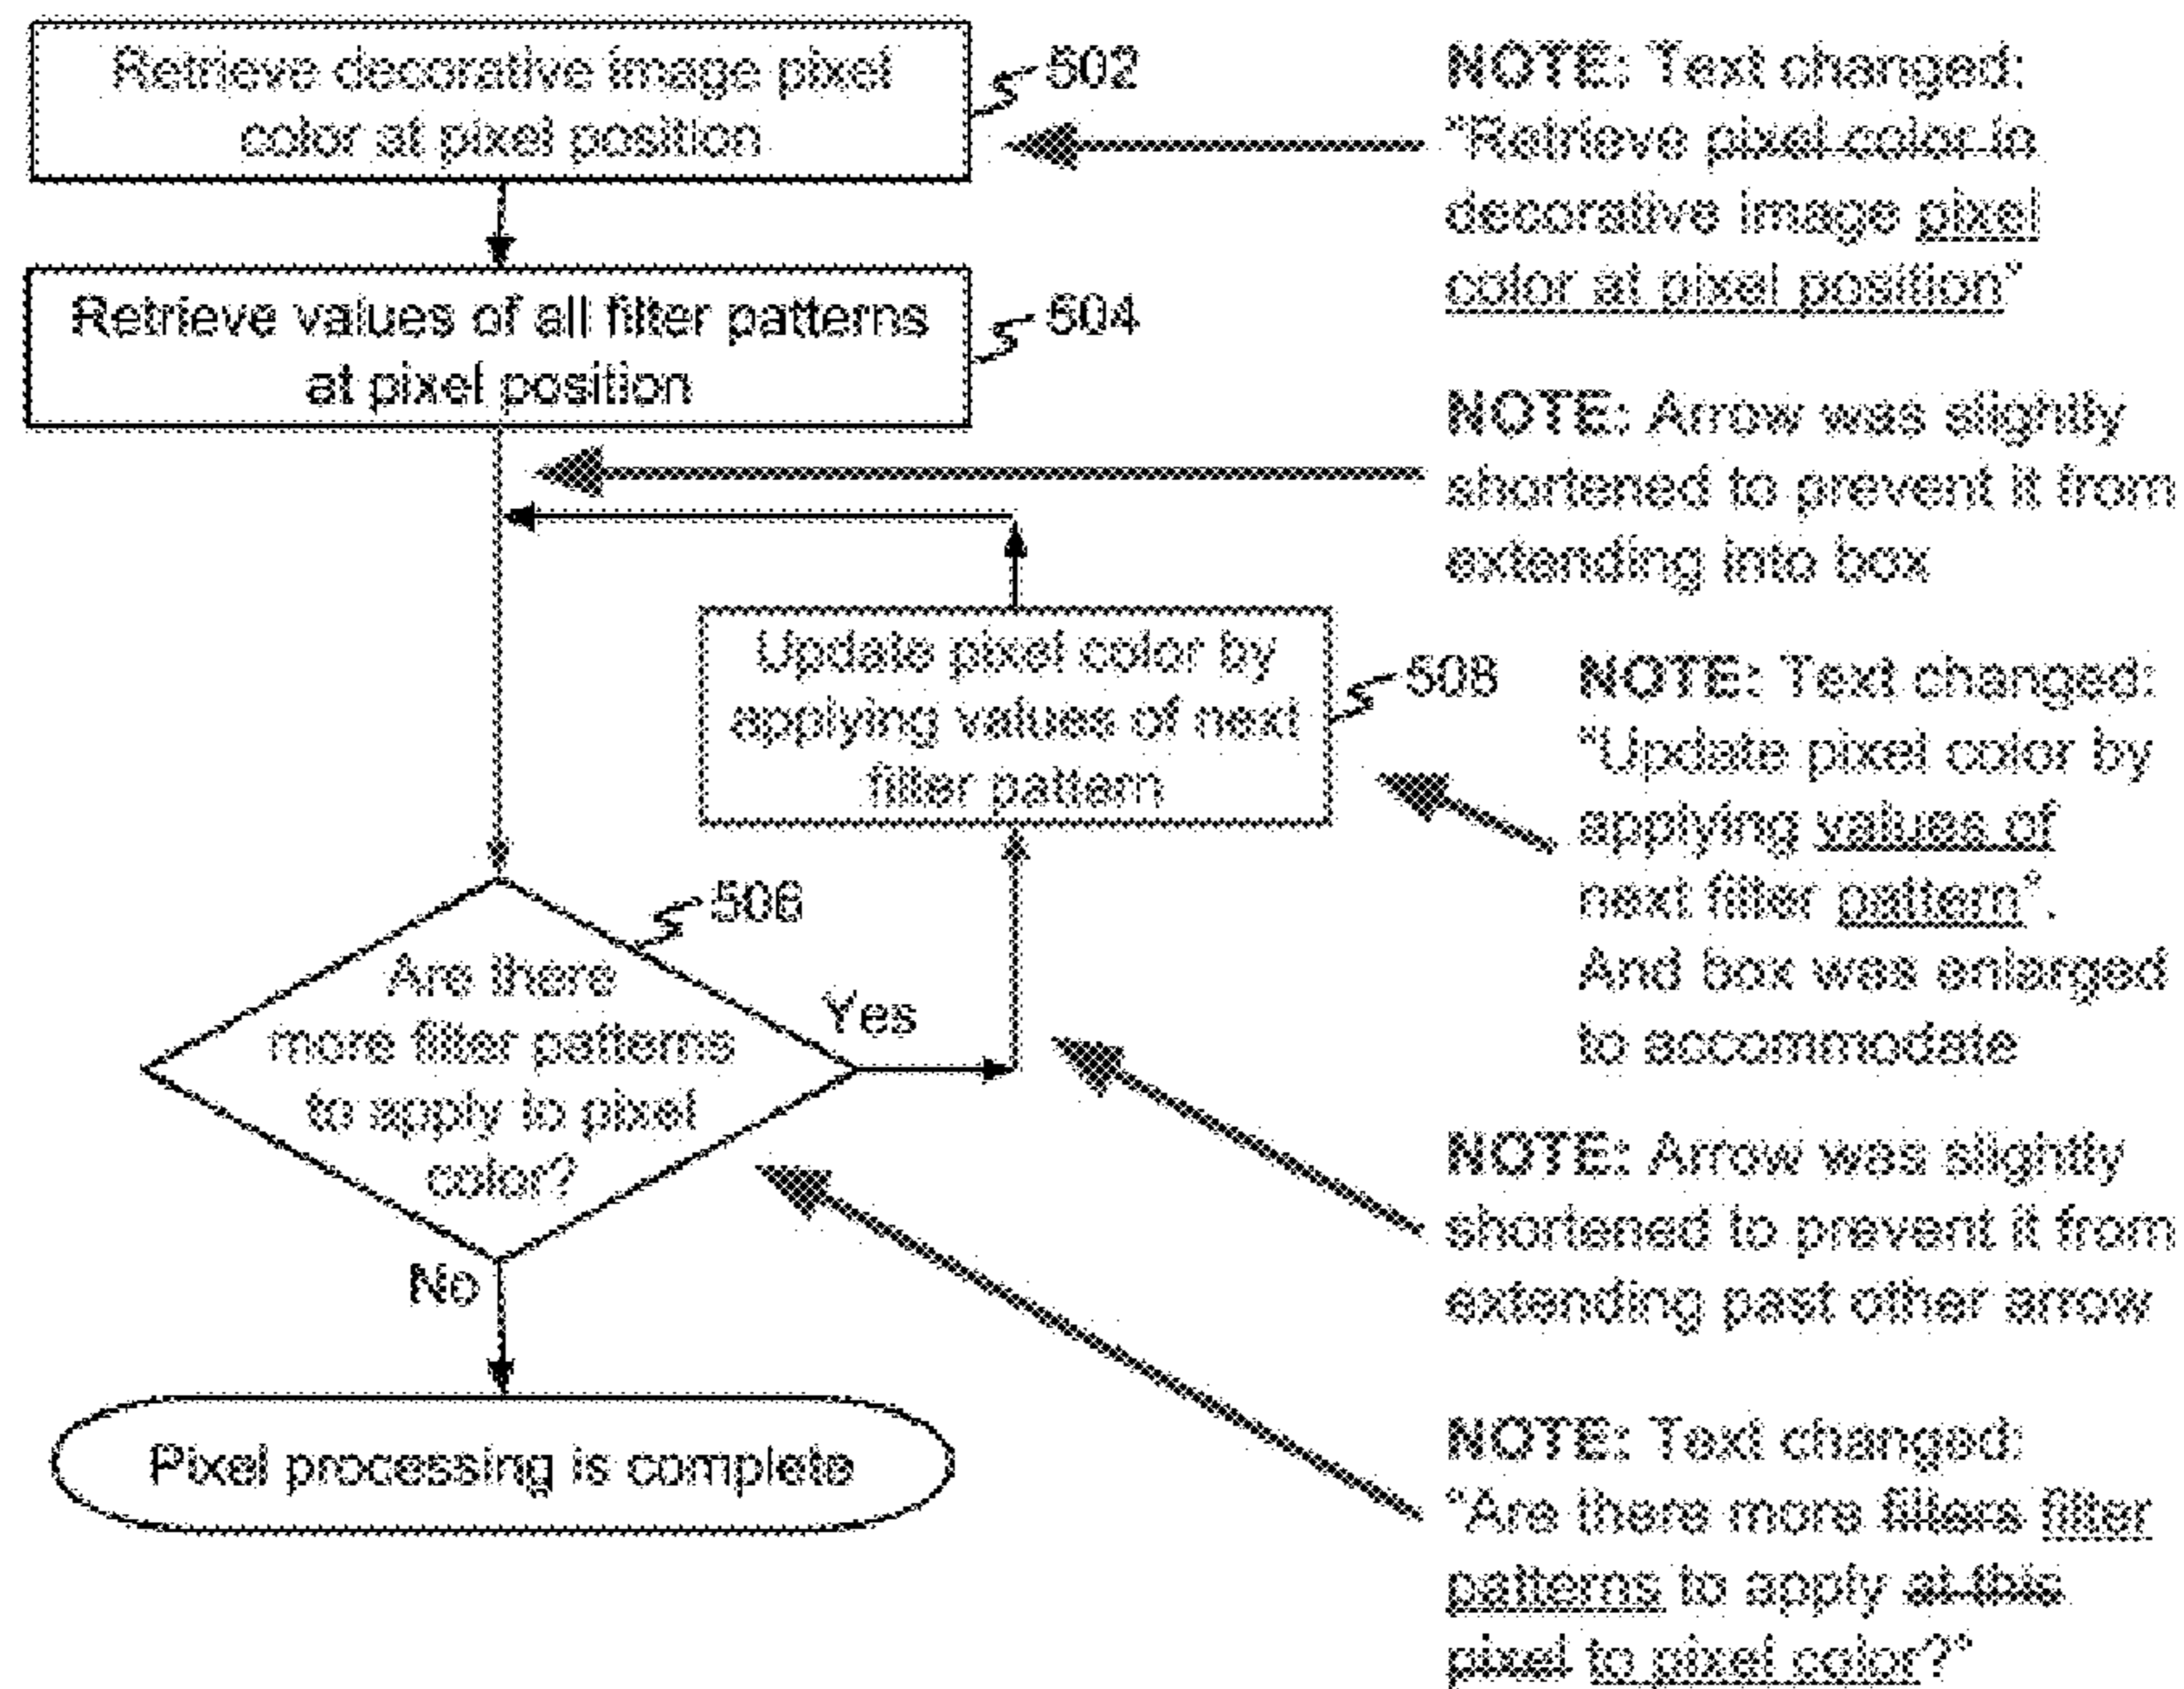 Retrieve decorative image pixel
color at pixel position
502
Retrieve values of all filter patterns
at pixel position
504
Update pixel color by
applying values of next
filler pattern
508
506
Are there
more filter patterns
to apply to pixel
color?
Yes
No
Pixel processing is complete
NOTE: Text changed:
"Retrieve pixel color in
decorative image pixel
color at pixel position"
NOTE: Arrow was slightly
shortened to prevent it from
extending into box
NOTE: Text changed:
"Update pixel color by
applying values of
next filler pattern".
And box was enlarged
to accommodate
NOTE: Arrow was slightly
shortened to prevent it from
extending past other arrow
NOTE: Text changed:
"Are there more fillers filter
patterns to apply at this
pixel to pixel color?"